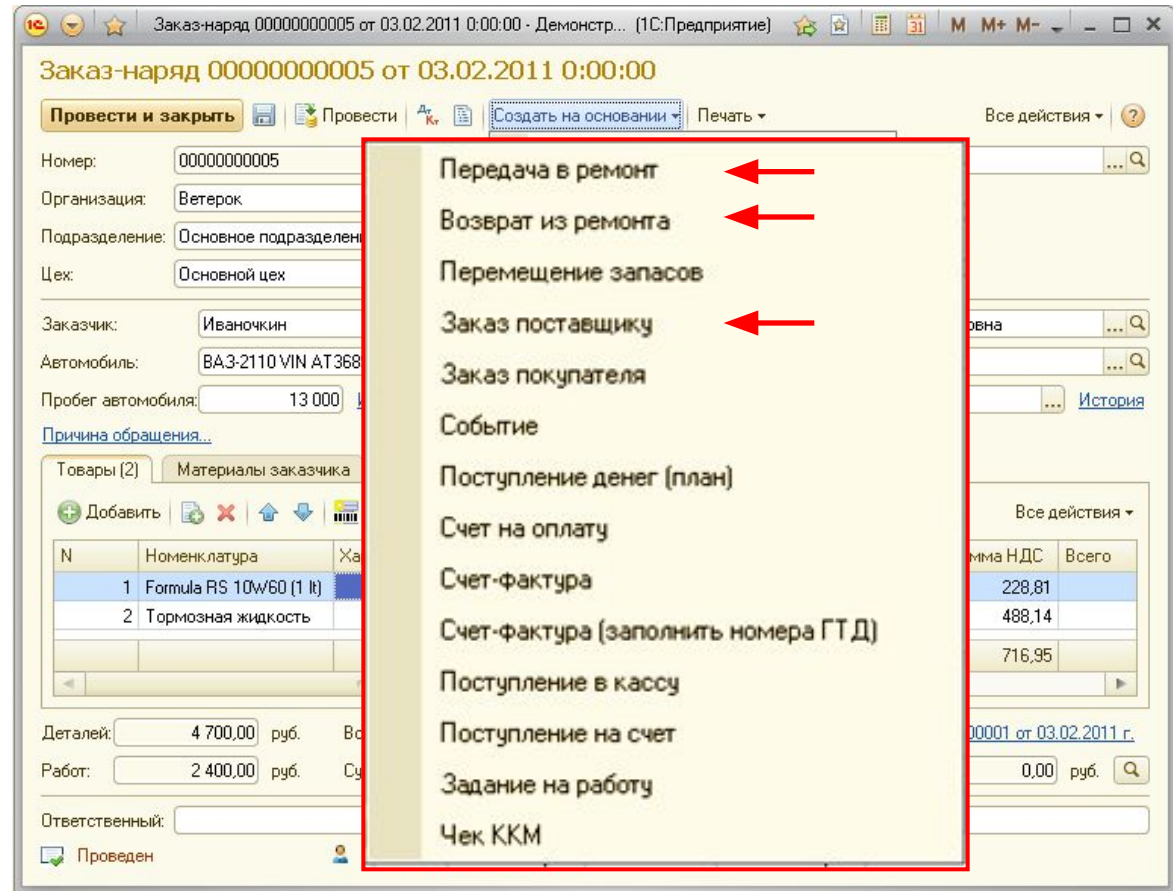 Заказ-наряд 00000000005 от 03.02.2011 0:00:00 - Демонстр... (1С:Предприятие) 31 M M+ M-
Заказ-наряд 00000000005 от 03.02.2011 0:00:00
Провести и закрыть Провести Дт Кт Создать на основании Печать Все действия ?
Номер: 00000000005 ...
Организация: Ветерок
Подразделение: Основное подразделен
Цех: Основной цех
Заказчик: Иваночкин вна ...
Автомобиль: ВАЗ-2110 VIN АТ368 ...
Пробег автомобиля: 13 000 ... История
Причина обращения...
Товары (2) Материалы заказчика
Добавить Все действия
N Номенклатура Ха мма НДС Всего
1 Formula RS 10W60 (1 lt) 228,81
2 Тормозная жидкость 488,14
716,95
Деталей: 4 700,00 руб. Вс 00001 от 03.02.2011 г.
Работ: 2 400,00 руб. Су 0,00 руб.
Ответственный:
Проведен
Передача в ремонт
Возврат из ремонта
Перемещение запасов
Заказ поставщику
Заказ покупателя
Событие
Поступление денег (план)
Счет на оплату
Счет-фактура
Счет-фактура (заполнить номера ГТД)
Поступление в кассу
Поступление на счет
Задание на работу
Чек ККМ